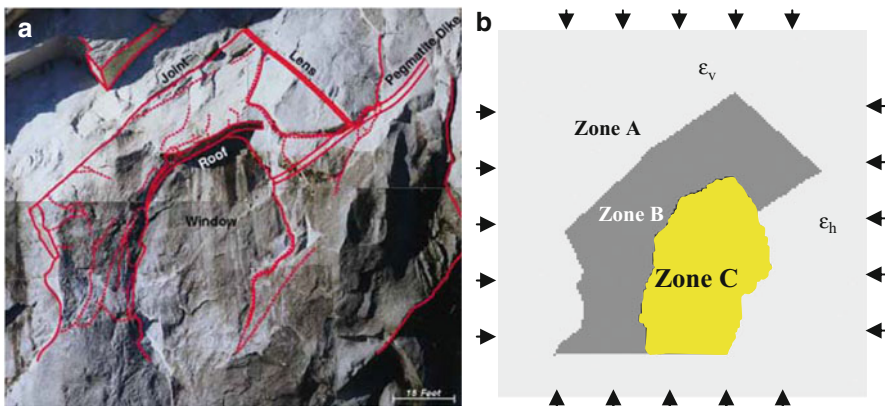 a
Joint
Lens
Pegmatite Dike
Roof
Window
15 Feet
b
εv
Zone A
Zone B
εh
Zone C